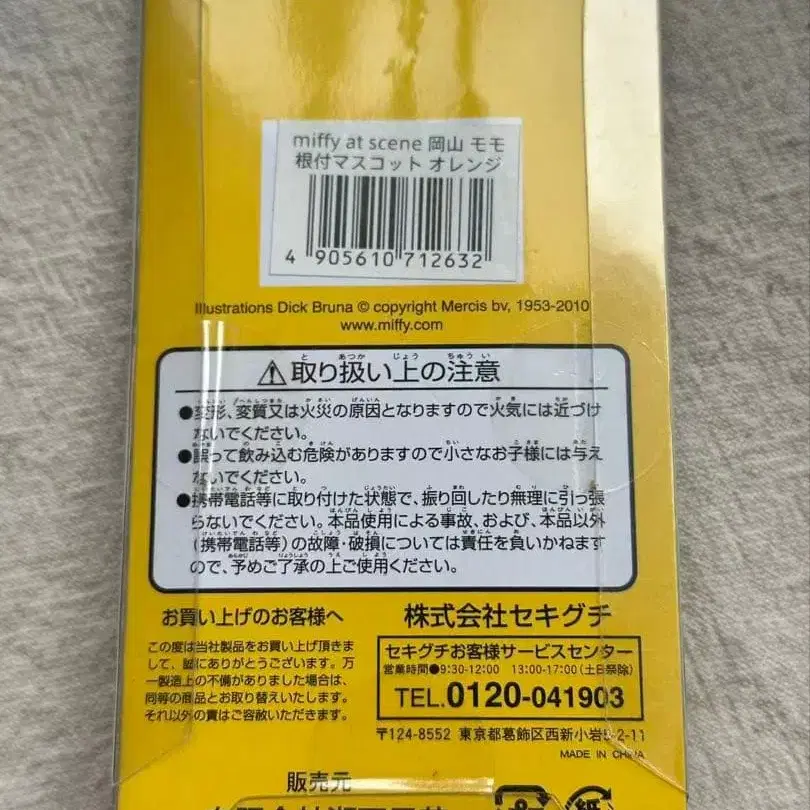 miffy at scene 岡山 モモ
根付マスコット オレンジ
4 905610 712632
Illustrations Dick Bruna © copyright Mercis bv, 1953-2010
www.miffy.com
⚠取り扱い上の注意
●変形、変質又は火災の原因となりますので火気には近づけ
ないでください。
●誤って飲み込む危険がありますので小さなお子様には与え
ないでください。
●携帯電話等に取り付けた状態で、振り回したり無理に引っ張
らないでください。本品使用による事故、および、本品以外
(携帯電話等)の故障・破損については責任を負いかねます
ので、予めご了承の上ご使用ください。
お買い上げのお客様へ
この度は当社製品をお買い上げ頂きま
して、誠にありがとうございます。万
一製造上の不備がありました場合は、
同等の商品とお取り替えいたします。
それ以外の責はご容赦いただきます。
株式会社セキグチ
セキグチお客様サービスセンター
営業時間●9:30-12:00 13:00-17:00(土日祭除)
TEL.0120-041903
〒124-8552 東京都葛飾区西新小岩5-2-11
MADE IN CHINA
販売元